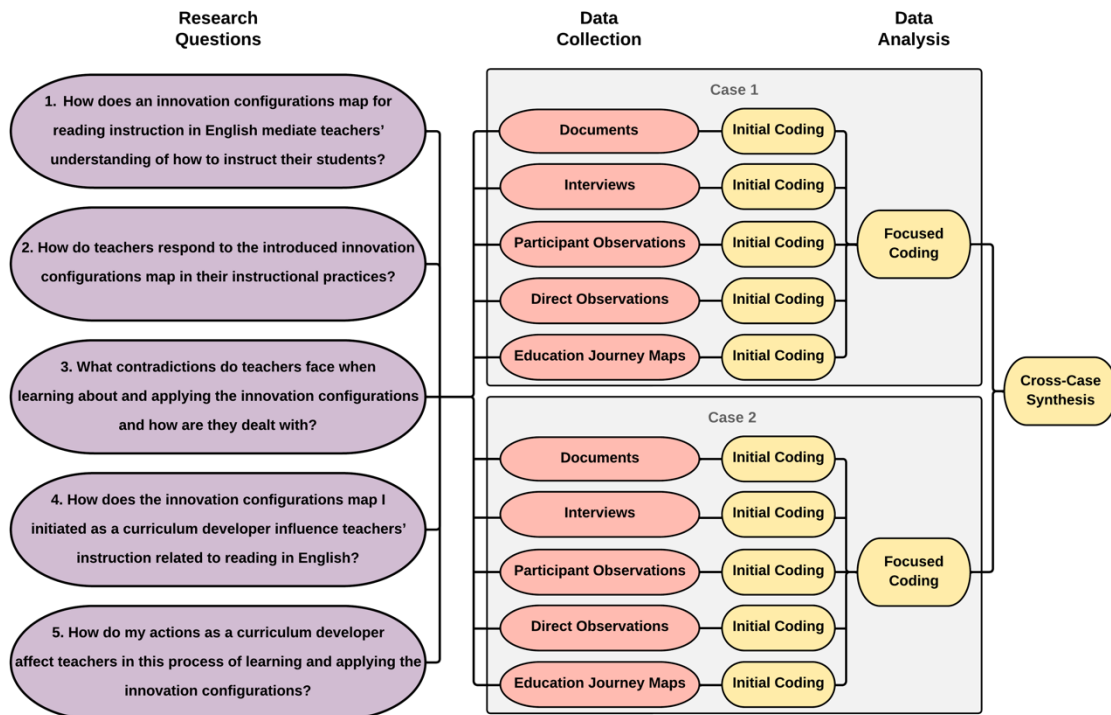 Research
Questions
Data
Collection
Data
Analysis
1. How does an innovation configurations map for
reading instruction in English mediate teachers’
understanding of how to instruct their students?
2. How do teachers respond to the introduced innovation
configurations map in their instructional practices?
3. What contradictions do teachers face when
learning about and applying the innovation configurations
and how are they dealt with?
4. How does the innovation configurations map I
initiated as a curriculum developer influence teachers’
instruction related to reading in English?
5. How do my actions as a curriculum developer
affect teachers in this process of learning and applying the
innovation configurations?
Case 1
Documents
Initial Coding
Interviews
Initial Coding
Participant Observations
Initial Coding
Direct Observations
Initial Coding
Education Journey Maps
Initial Coding
Focused
Coding
Case 2
Documents
Initial Coding
Interviews
Initial Coding
Participant Observations
Initial Coding
Direct Observations
Initial Coding
Education Journey Maps
Initial Coding
Focused
Coding
Cross-Case
Synthesis